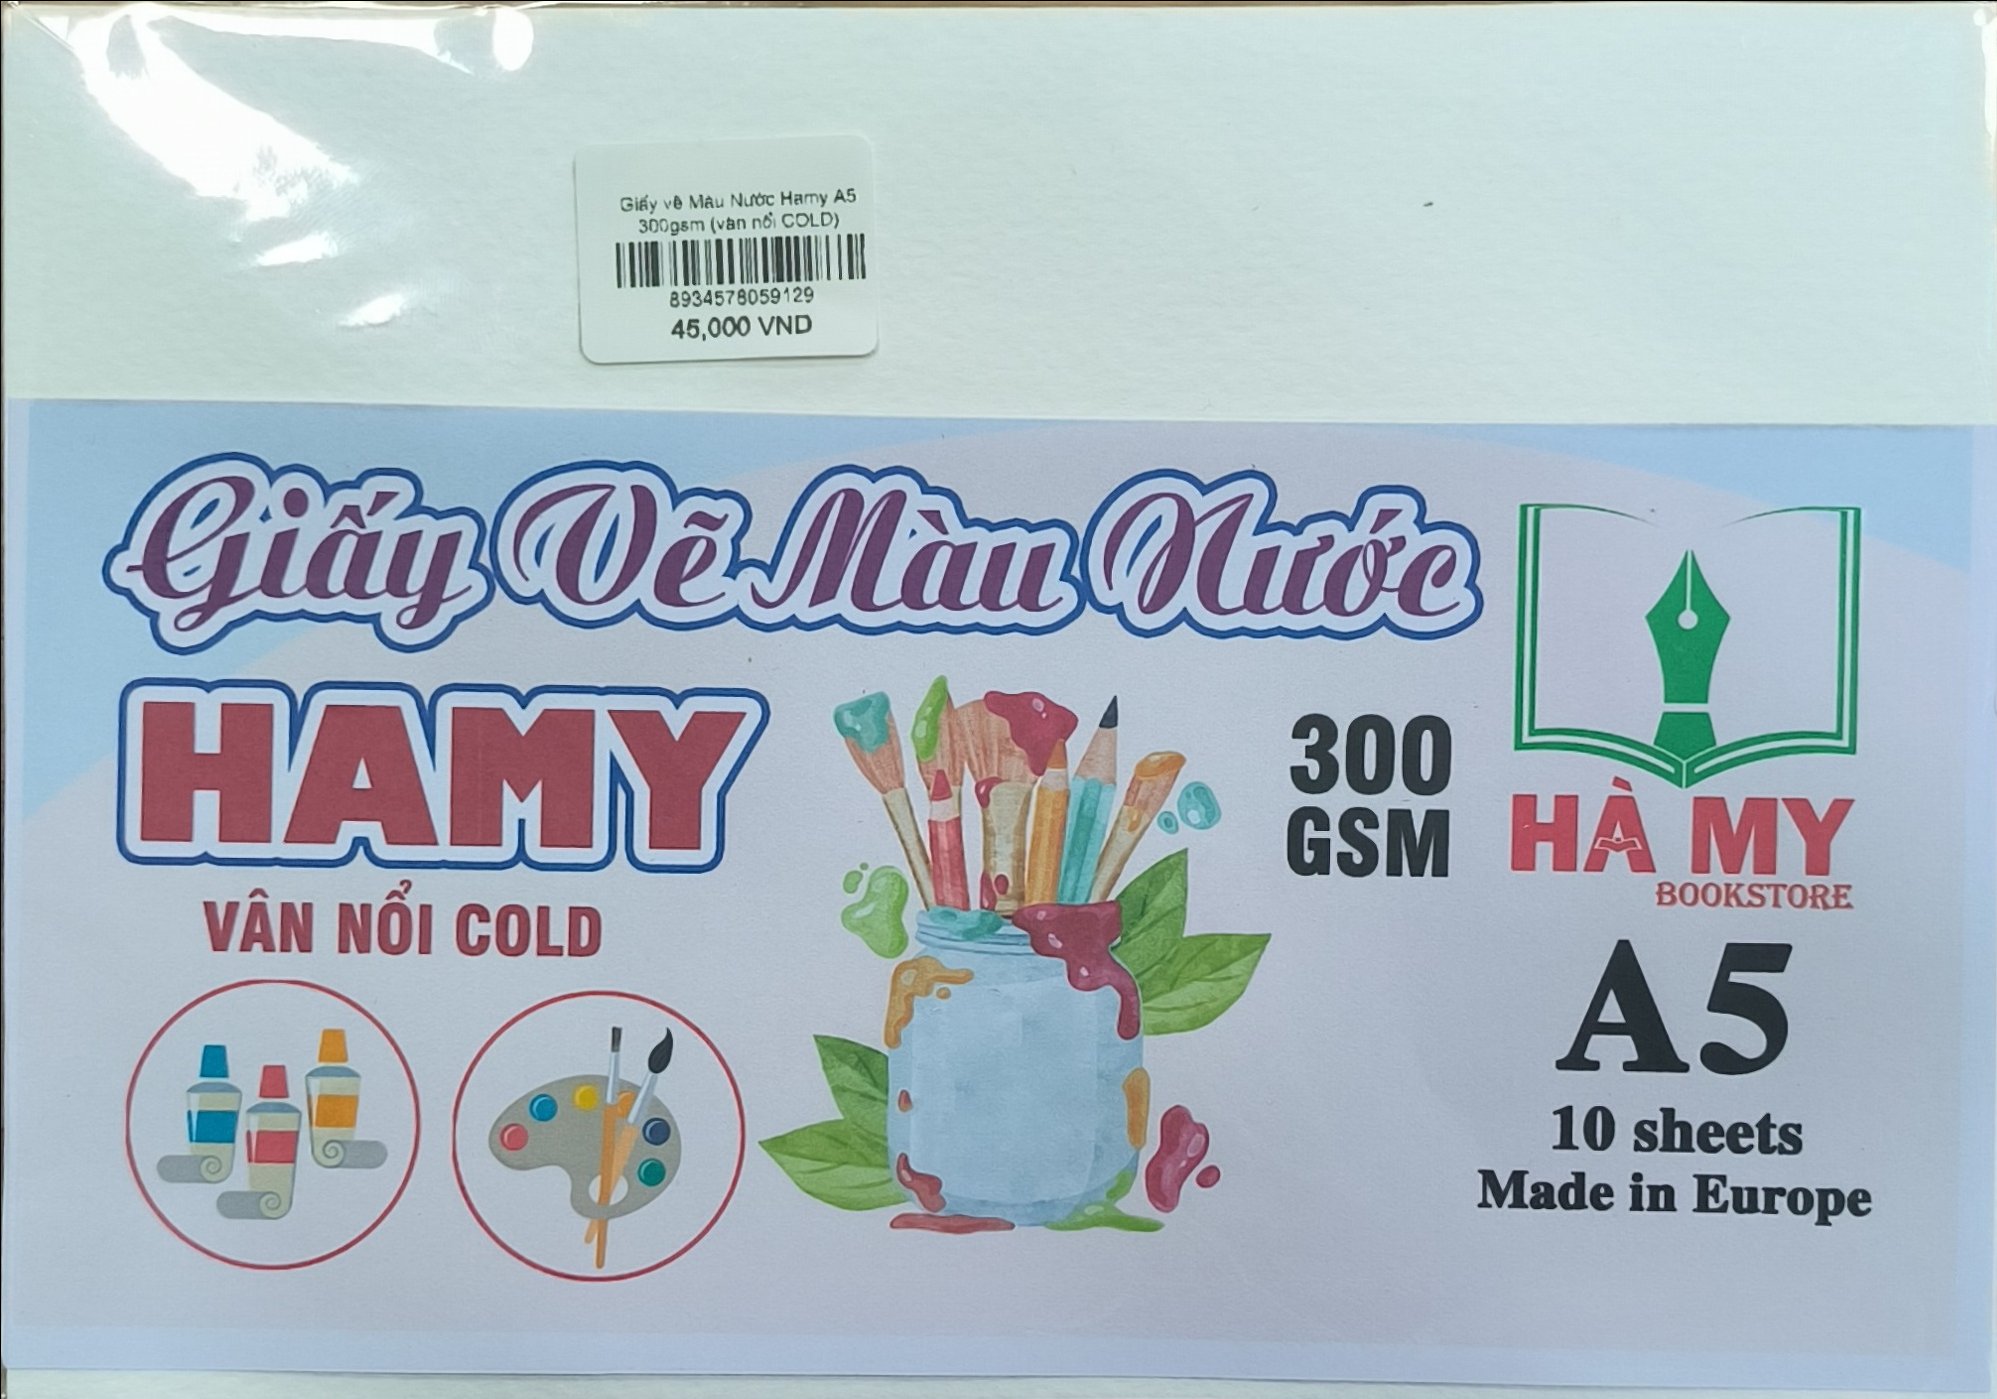 Giấy vẽ Màu Nước Hamy A5
300gsm (vân nổi COLD)
8934578059129
45,000 VND
Giấy Vẽ Màu Nước
HAMY
VÂN NỔI COLD
300
GSM
HÀ MY
BOOKSTORE
A5
10 sheets
Made in Europe